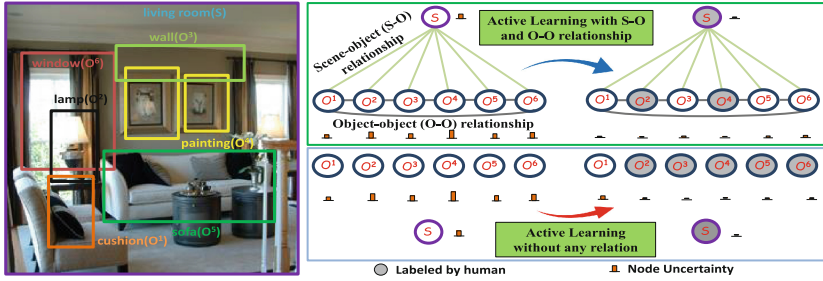 living room(S)
wall(O³)
window(O⁶)
lamp(O²)
painting(O⁴)
sofa(O⁵)
cushion(O¹)
S
Scene-object (S-O)
relationship
Active Learning with S-O
and O-O relationship
S
O¹ O² O³ O⁴ O⁵ O⁶
O¹ O² O³ O⁴ O⁵ O⁶
Object-object (O-O) relationship
O¹ O² O³ O⁴ O⁵ O⁶
O¹ O² O³ O⁴ O⁵ O⁶
S
Active Learning
without any relation
S
Labeled by human
Node Uncertainty